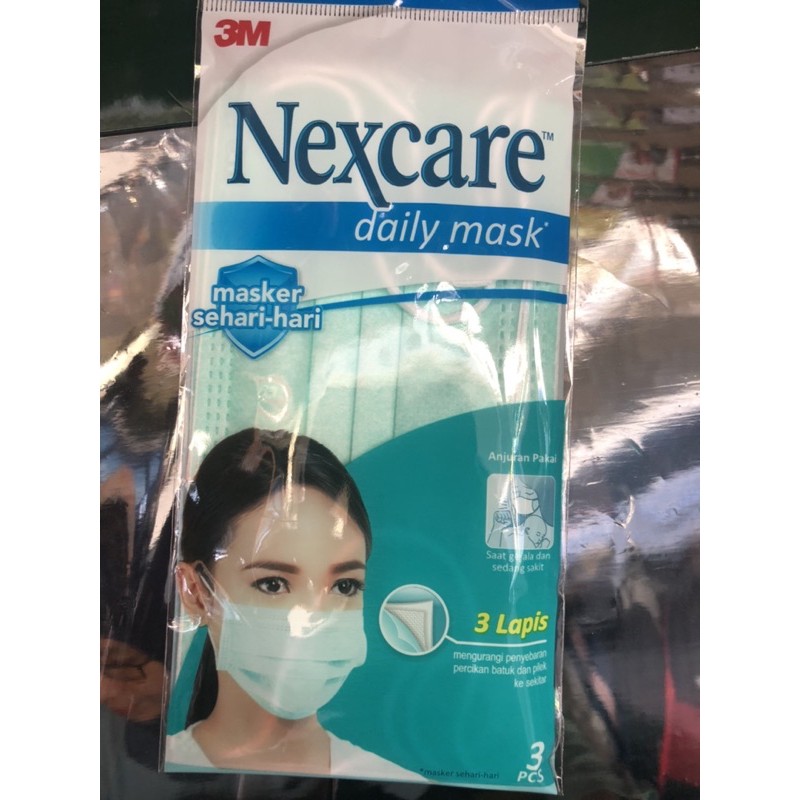 3M
Nexcare™
daily mask*
masker
sehari-hari
Anjuran Pakai
Saat gejala dan
sedang sakit
3 Lapis
mengurangi penyebaran
percikan batuk dan pilek
ke sekitar
3
PCS
*masker sehari-hari